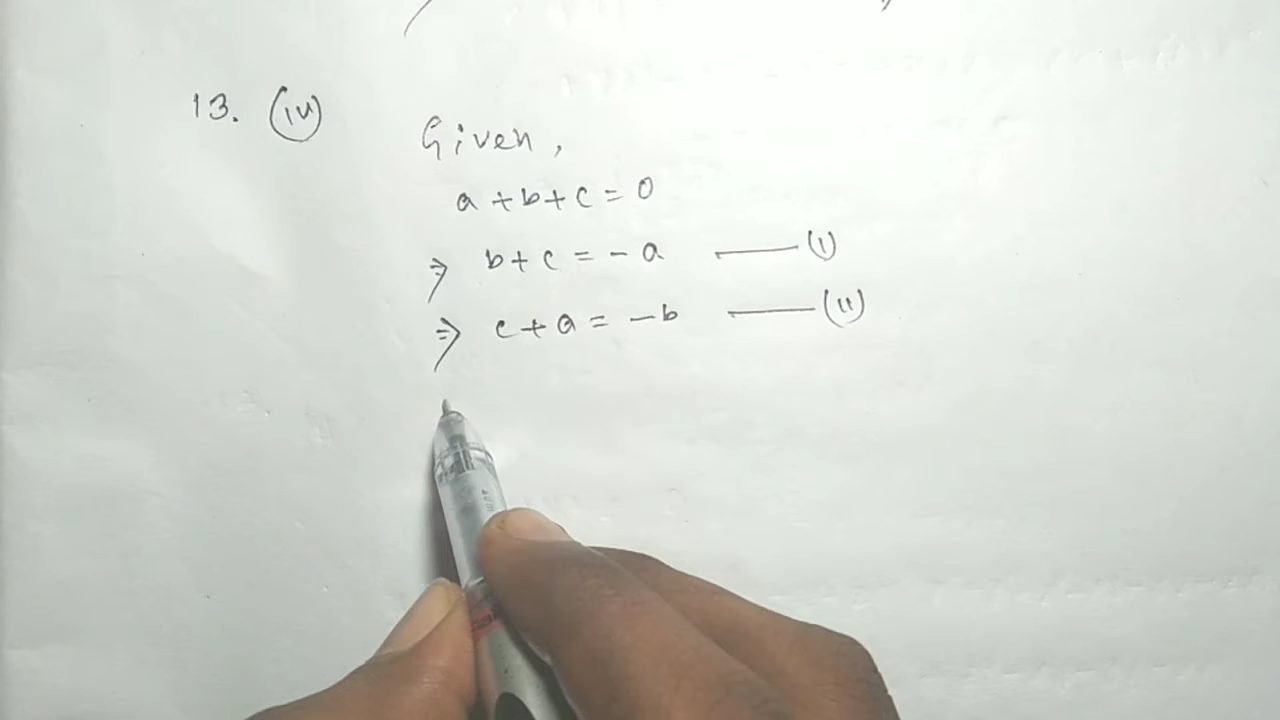 13. (iv) Given,
a + b + c = 0
⇒ b + c = - a —— (i)
⇒ c + a = - b —— (ii)